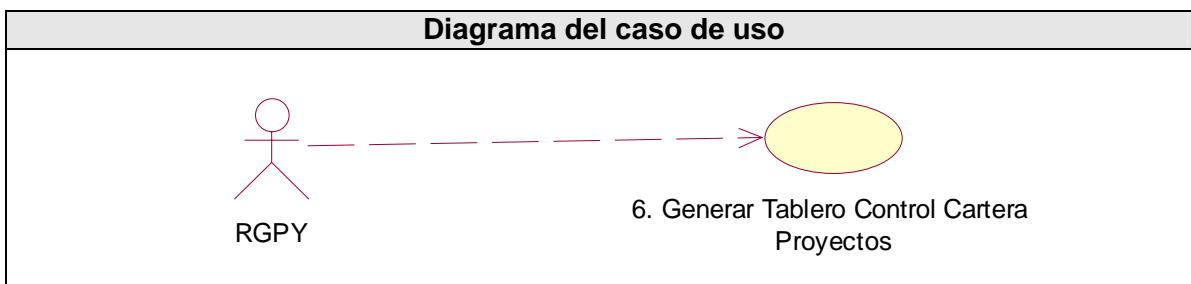 Diagrama del caso de uso
RGPY
6. Generar Tablero Control Cartera
Proyectos